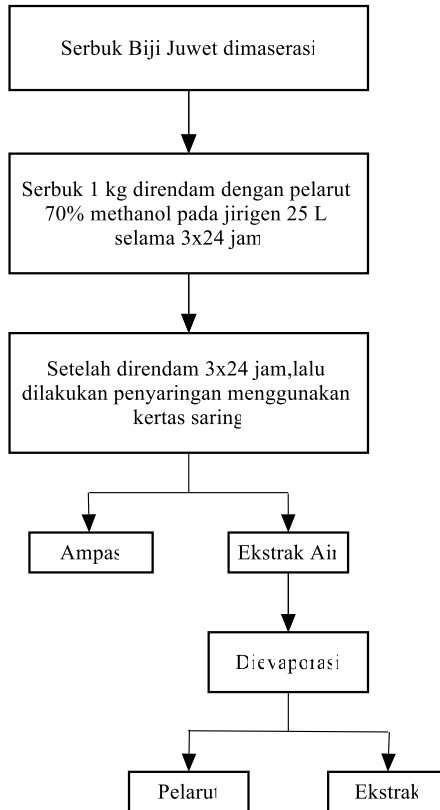 Serbuk Biji Juwet dimaserasi
Serbuk 1 kg direndam dengan pelarut
70% methanol pada jirigen 25 L
selama 3x24 jam
Setelah direndam 3x24 jam,lalu
dilakukan penyaringan menggunakan
kertas saring
Ampas
Ekstrak Air
Dievaporasi
Pelarut
Ekstrak